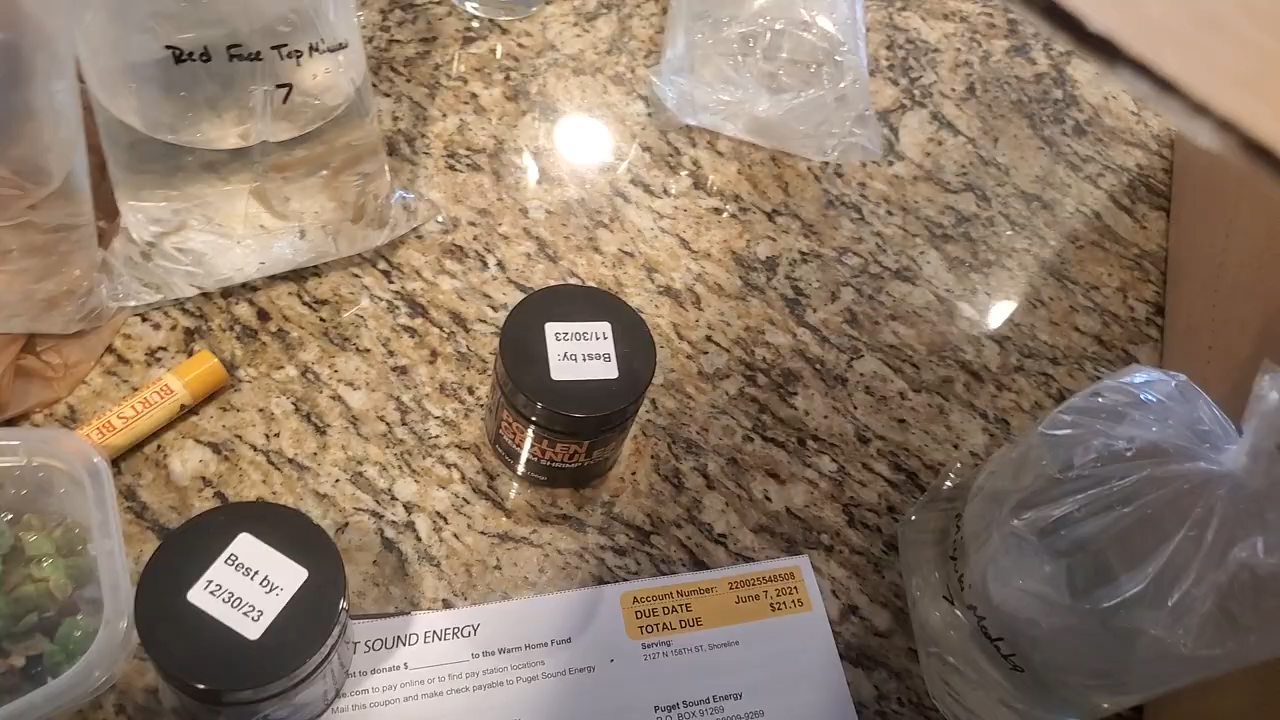 Red Face Top
7
Best by:
11/30/23
POLLEN
GRANULES
SHRIMP
BURT'S
Best by:
12/30/23
SOUND ENERGY
to donate $ to the Warm Home Fund
.com to pay online or to find pay station locations
Mail this coupon and make check payable to Puget Sound Energy
Account Number: 220025548508
DUE DATE June 7, 2021
TOTAL DUE $21.15
Serving:
2127 N 158TH ST, Shoreline
Puget Sound Energy
P.O. BOX 91269